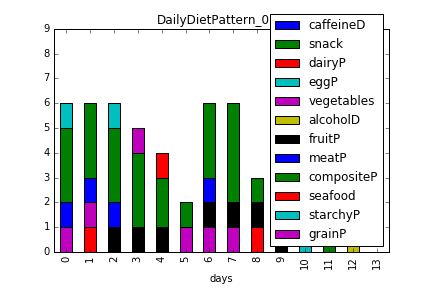 DailyDietPattern_0
9
8
7
6
5
4
3
2
1
0
caffeineD
snack
dairyP
eggP
vegetables
alcoholD
fruitP
meatP
compositeP
seafood
starchyP
grainP
0 1 2 3 4 5 6 7 8 9 10 11 12 13
days